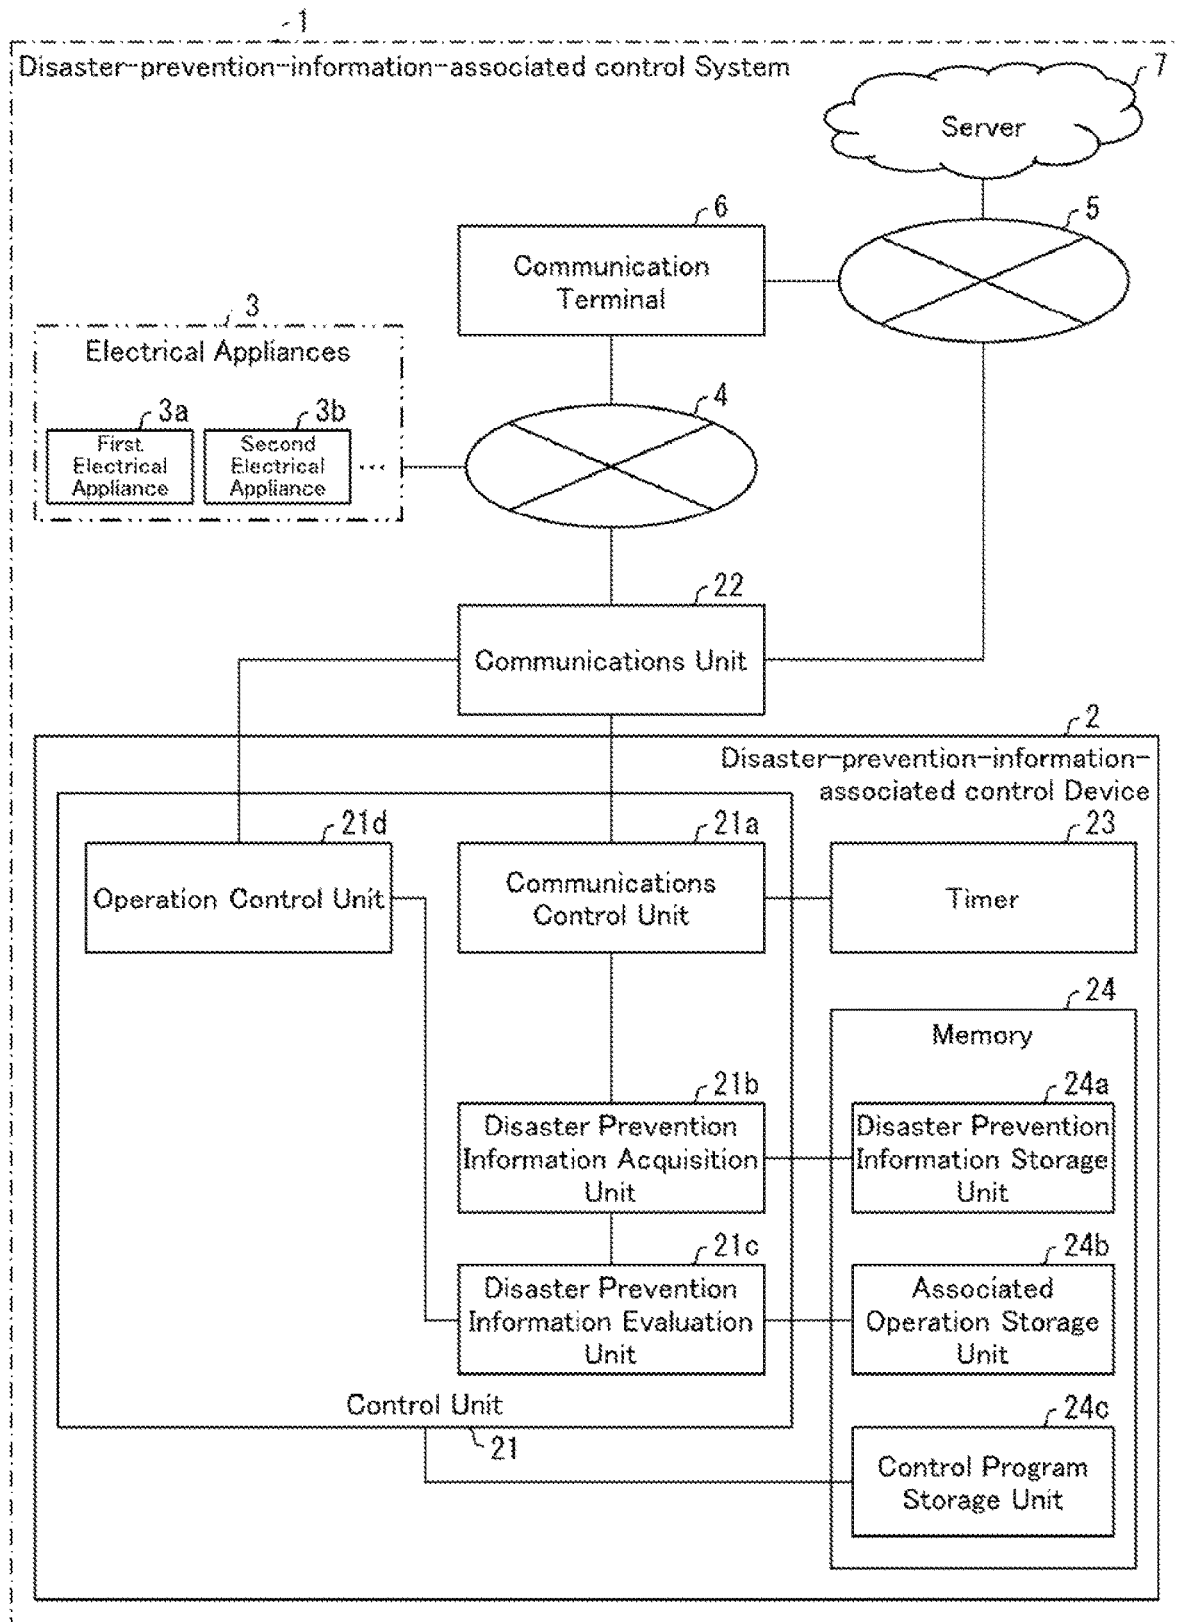 1
Disaster-prevention-information-associated control System
7
Server
6
5
Communication
Terminal
3
Electrical Appliances
4
3a
3b
First
Electrical
Appliance
Second
Electrical
Appliance
...
22
Communications Unit
2
Disaster-prevention-information-
associated control Device
21d
21a
23
Operation Control Unit
Communications
Control Unit
Timer
24
Memory
21b
24a
Disaster Prevention
Information Acquisition
Unit
Disaster Prevention
Information Storage
Unit
21c
24b
Disaster Prevention
Information Evaluation
Unit
Associated
Operation Storage
Unit
Control Unit
21
24c
Control Program
Storage Unit